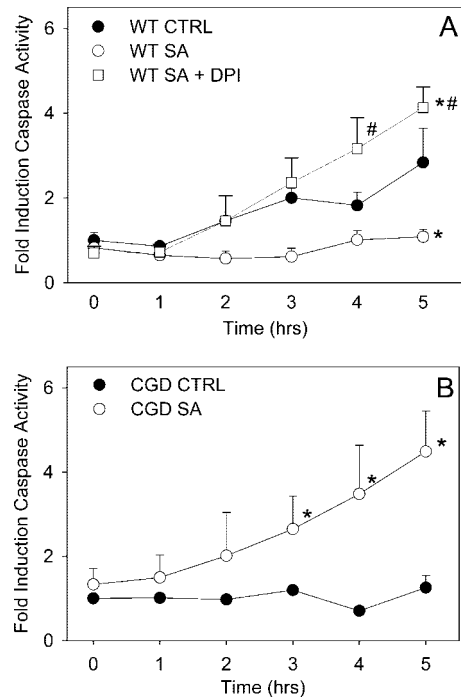 A
WT CTRL
WT SA
WT SA + DPI
Fold Induction Caspase Activity
6
4
2
0
#
*#
*
0 1 2 3 4 5
Time (hrs)
B
CGD CTRL
CGD SA
Fold Induction Caspase Activity
6
4
2
0
*
*
*
0 1 2 3 4 5
Time (hrs)